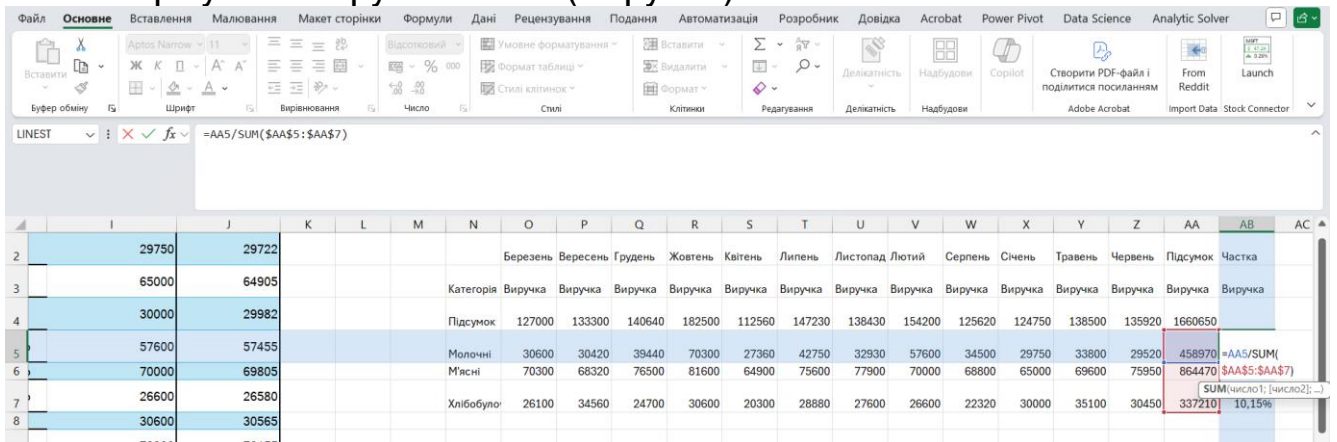 Файл Основне Вставлення Малювання Макет сторінки Формули Дані Рецензування Подання Автоматизація Розробник Довідка Acrobat Power Pivot Data Science Analytic Solver
Вставити
Буфер обміну
Aptos Narrow 11
Ж К П
Шрифт
Вирівнювання
Відсотковий
% 000
Число
Умовне форматування
Формат таблиці
Стилі клітинок
Стилі
Вставити
Видалити
Формат
Клітинки
Редагування
Делікатність
Делікатність
Надбудови
Надбудови
Copilot
Створити PDF-файл і поділитися посиланням
Adobe Acrobat
From Reddit
Import Data
Launch
Stock Connector
LINEST fx =AA5/SUM($AA$5:$AA$7)
I J K L M N O P Q R S T U V W X Y Z AA AB AC
2 29750 29722 Березень Вересень Грудень Жовтень Квітень Липень Листопад Лютий Серпень Січень Травень Червень Підсумок Частка
3 65000 64905 Категорія Виручка Виручка Виручка Виручка Виручка Виручка Виручка Виручка Виручка Виручка Виручка Виручка Виручка Виручка
4 30000 29982 Підсумок 127000 133300 140640 182500 112560 147230 138430 154200 125620 124750 138500 135920 1660650
5 57600 57455 Молочні 30600 30420 39440 70300 27360 42750 32930 57600 34500 29750 33800 29520 458970 =AA5/SUM(
6 70000 69805 М'ясні 70300 68320 76500 81600 64900 75600 77900 70000 68800 65000 69600 75950 864470 $AA$5:$AA$7)
SUM(число1; [число2]; ...)
7 26600 26580 Хлібобуло 26100 34560 24700 30600 20300 28880 27600 26600 22320 30000 35100 30450 337210 10,15%
8 30600 30565